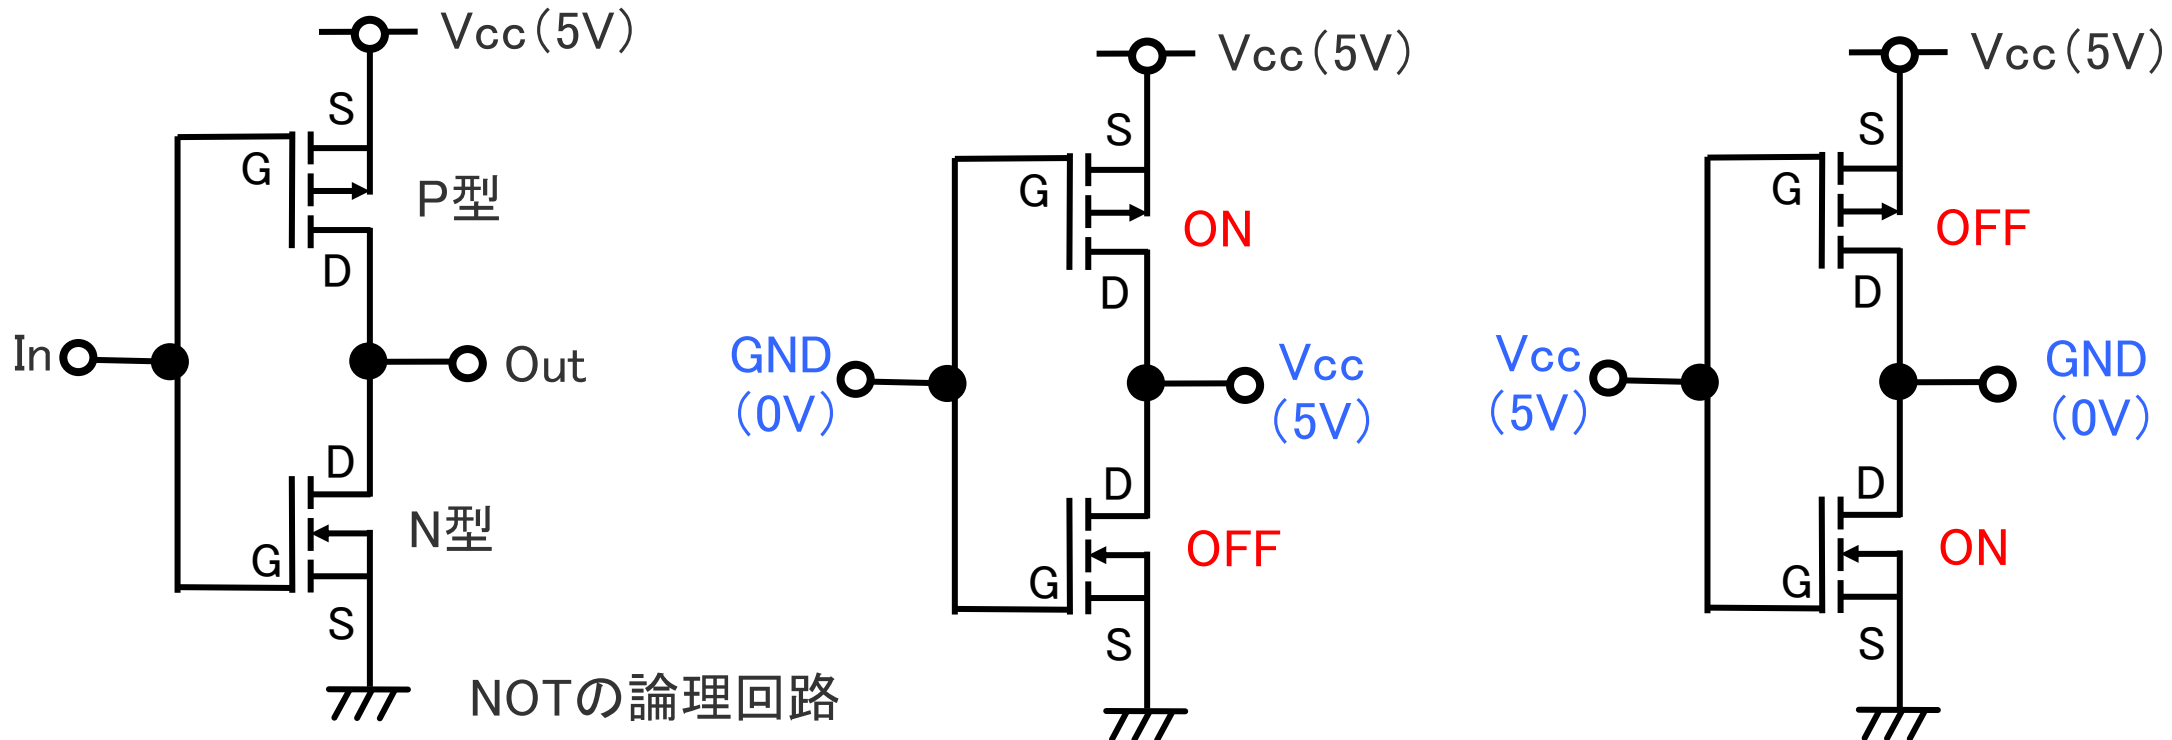 Vcc(5V)
S
G
P型
D
In
Out
D
N型
G
S
NOTの論理回路
Vcc(5V)
S
G
ON
D
GND
(0V)
Vcc
(5V)
D
OFF
G
S
Vcc(5V)
S
G
OFF
D
Vcc
(5V)
GND
(0V)
D
ON
G
S